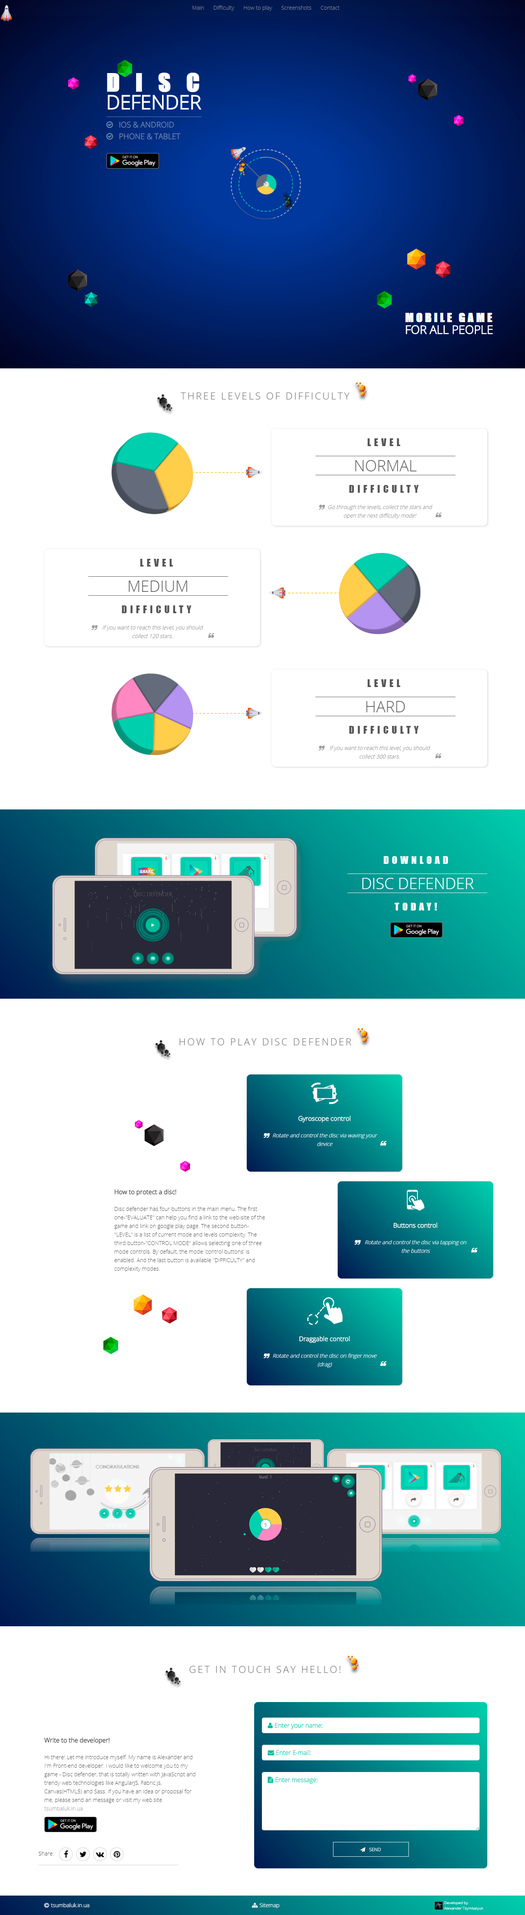 Main Difficulty How to play Screenshots Contact
DISC
DEFENDER
IOS & ANDROID
PHONE & TABLET
GET IT ON
Google Play
MOBILE GAME
FOR ALL PEOPLE
THREE LEVELS OF DIFFICULTY
LEVEL
NORMAL
DIFFICULTY
Go through the levels, collect the stars and
open the next difficulty mode!
LEVEL
MEDIUM
DIFFICULTY
If you want to reach this level, you should
collect 120 stars.
LEVEL
HARD
DIFFICULTY
If you want to reach this level, you should
collect 300 stars.
DISC DEFENDER
DOWNLOAD
DISC DEFENDER
TODAY!
GET IT ON
Google Play
HOW TO PLAY DISC DEFENDER
Gyroscope control
Rotate and control the disc via waving your
device
How to protect a disc!
Disc defender has four buttons in the main menu. The first
one-"EVALUATE" can help you find a link to the web-site of the
game and link on google play page. The second button-
"LEVEL" is a list of current mode and levels complexity. The
third button-"CONTROL MODE" allows selecting one of three
mode controls. By default, the mode 'control buttons' is
enabled. And the last button is available "DIFFICULTY" and
complexity modes.
Buttons control
Rotate and control the disc via tapping on
the buttons
Draggable control
Rotate and control the disc on finger move
(drag)
CONGRATULATIONS
GET IN TOUCH SAY HELLO!
Write to the developer!
Hi there! Let me introduce myself. My name is Alexander and
I'm Front-end developer. I would like to welcome you to my
game - Disc defender, that is totally written with JavaScript and
trendy web technologies like AngularJS, Fabric.js,
Canvas(HTML5) and Sass. If you have an idea or proposal for
me, please send an message or visit my web site
tsumbaluk.in.ua
GET IT ON
Google Play
Share:
Enter your name:
Enter E-mail:
Enter message:
SEND
© tsumbaluk.in.ua
Sitemap
Developed by